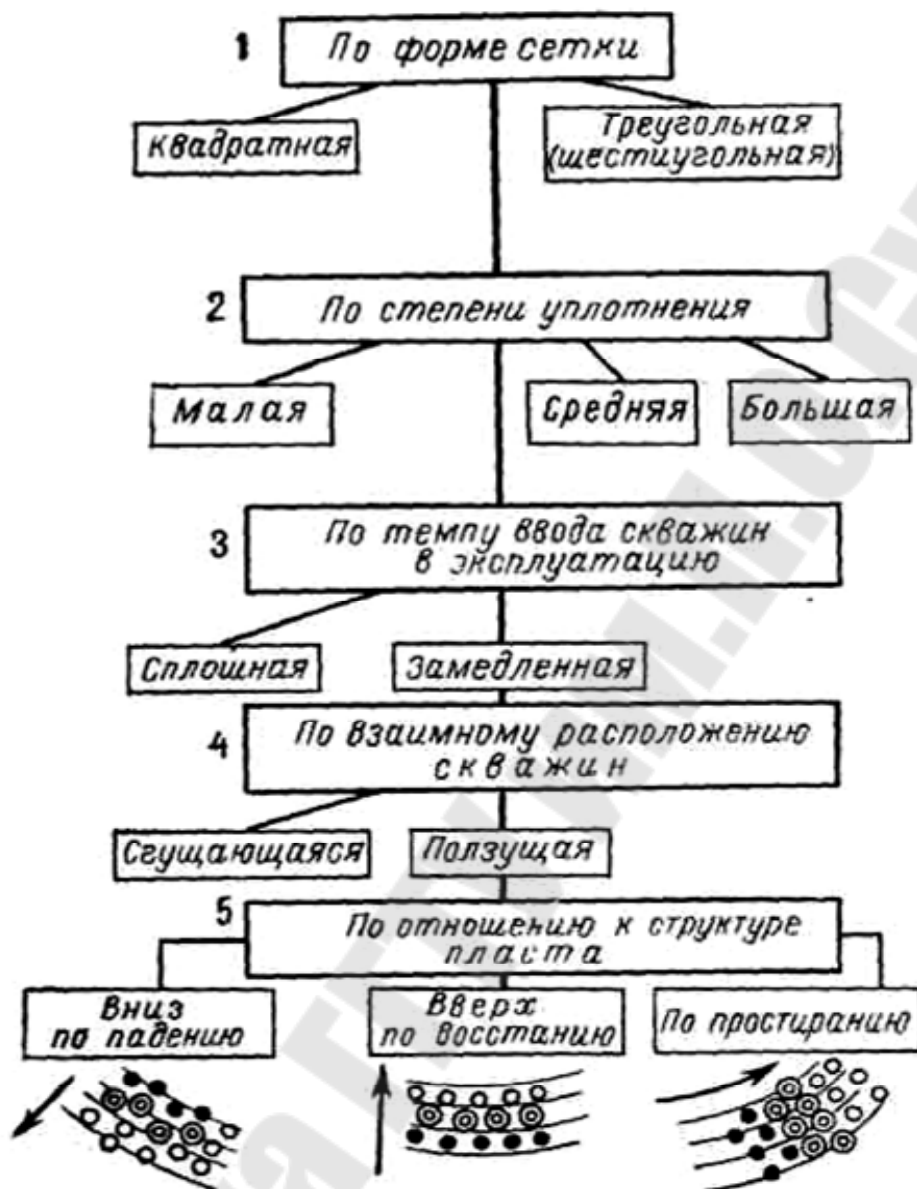 1 По форме сетки
Квадратная
Треугольная
(шестиугольная)
2 По степени уплотнения
Малая
Средняя
Большая
3 По темпу ввода скважин
в эксплуатацию
Сплошная
Замедленная
4 По взаимному расположению
скважин
Сгущающаяся
Ползущая
5 По отношению к структуре
пласта
Вниз
по падению
Вверх
по восстанию
По простиранию